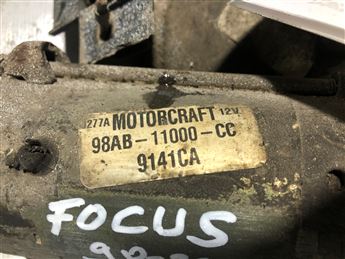 277A MOTORCRAFT 12V
98AB-11000-CC
9141CA
FOCUS